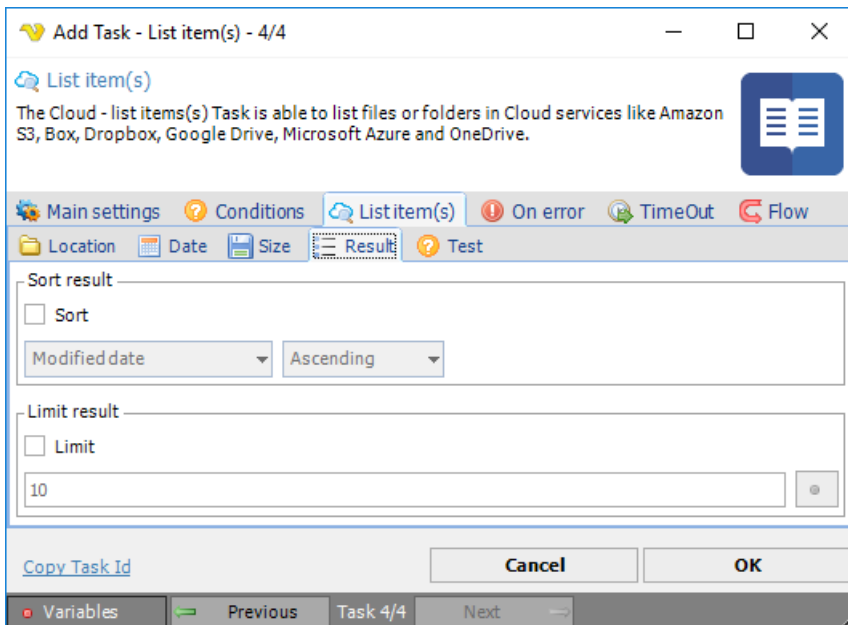 Add Task - List item(s) - 4/4
List item(s)
The Cloud - list items(s) Task is able to list files or folders in Cloud services like Amazon
S3, Box, Dropbox, Google Drive, Microsoft Azure and OneDrive.
Main settings Conditions List item(s) On error TimeOut Flow
Location Date Size Result Test
Sort result
Sort
Modified date Ascending
Limit result
Limit
10
Copy Task Id Cancel OK
Variables Previous Task 4/4 Next